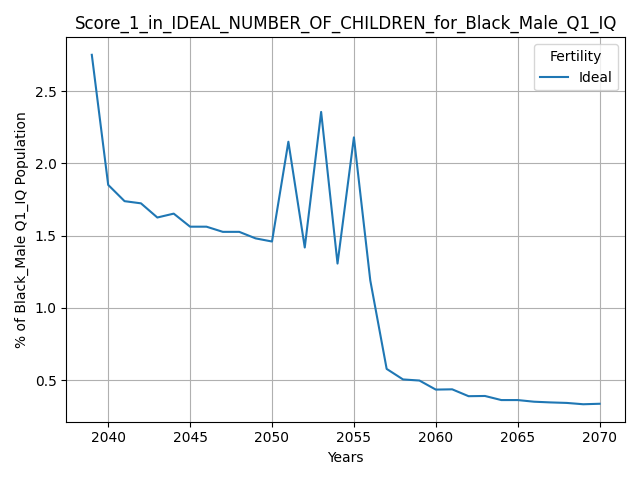 Score_1_in_IDEAL_NUMBER_OF_CHILDREN_for_Black_Male_Q1_IQ
Fertility
Ideal
% of Black_Male Q1_IQ Population
2.5
2.0
1.5
1.0
0.5
2040 2045 2050 2055 2060 2065 2070
Years